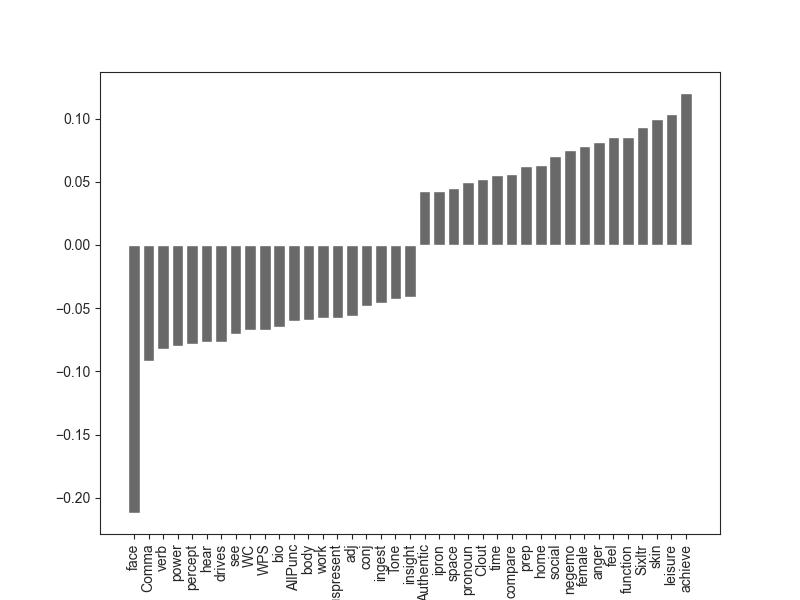 0.10
0.05
0.00
−0.05
−0.10
−0.15
−0.20
face
Comma
verb
power
percept
hear
drives
see
WC
WPS
bio
AllPunc
body
work
spresent
adj
conj
ingest
Tone
insight
Authentic
ipron
space
pronoun
Clout
time
compare
prep
home
social
negemo
female
anger
feel
function
Sixltr
skin
leisure
achieve